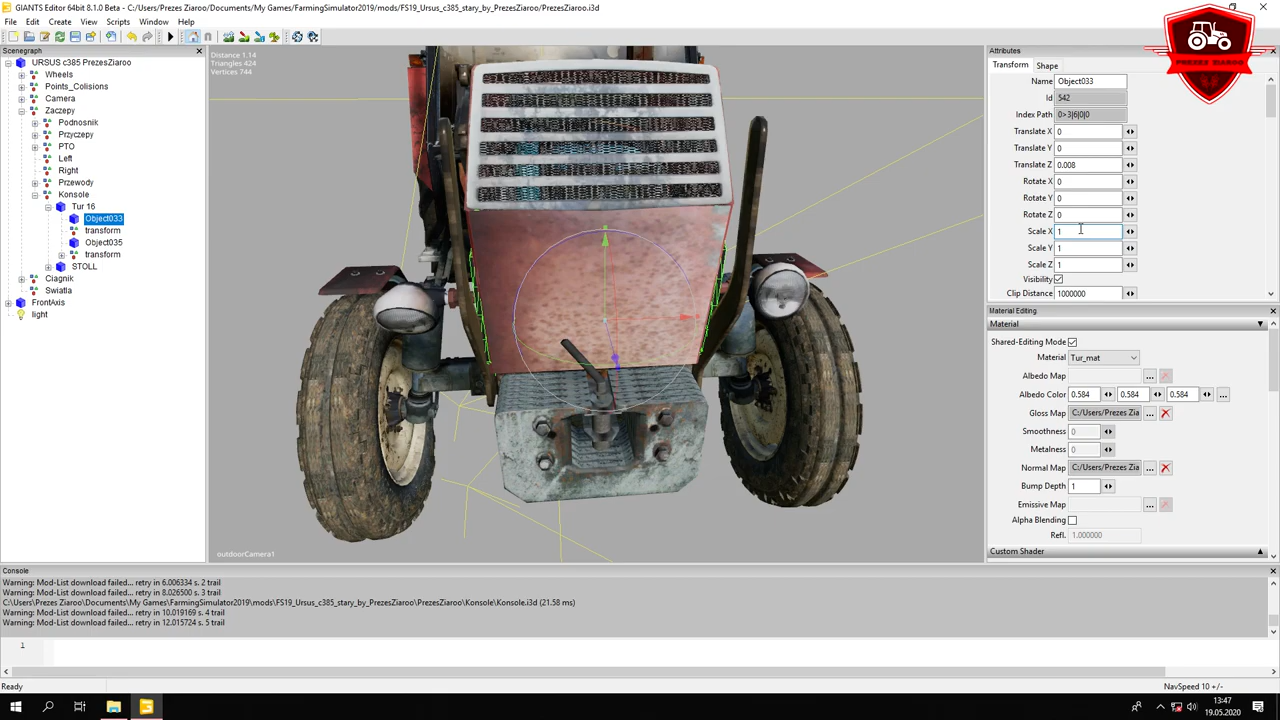 GIANTS Editor 64bit 8.1.0 Beta - C:/Users/Prezes Ziaroo/Documents/My Games/FarmingSimulator2019/mods/FS19_Ursus_c385_stary_by_PrezesZiaroo/PrezesZiaroo.i3d
File Edit Create View Scripts Window Help
Scenegraph
URSUS c385 PrezesZiaroo
Wheels
Points_Colisions
Camera
Zaczepy
Podnosnik
Przyczepy
PTO
Left
Right
Przewody
Konsole
Tur 16
Object033
transform
Object035
transform
STOLL
Ciagnik
Swiatla
FrontAxis
light
Distance 1.14
Triangles 424
Vertices 744
outdoorCamera1
PREZES ZIAROO
Attributes
Transform Shape
Name Object033
Id 542
Index Path 0>3|6|0|0
Translate X 0
Translate Y 0
Translate Z 0.008
Rotate X 0
Rotate Y 0
Rotate Z 0
Scale X 1
Scale Y 1
Scale Z 1
Visibility
Clip Distance 1000000
Material Editing
Material
Shared-Editing Mode
Material Tur_mat
Albedo Map ...
Albedo Color 0.584 0.584 0.584 ...
Gloss Map C:/Users/Prezes Zia ...
Smoothness 0
Metalness 0
Normal Map C:/Users/Prezes Zia ...
Bump Depth 1
Emissive Map ...
Alpha Blending
Refl. 1.000000
Custom Shader
Console
Warning: Mod-List download failed... retry in 6.006334 s. 2 trail
Warning: Mod-List download failed... retry in 8.026500 s. 3 trail
C:\Users\Prezes Ziaroo\Documents\My Games\FarmingSimulator2019\mods\FS19_Ursus_c385_stary_by_PrezesZiaroo\PrezesZiaroo\Konsole\Konsole.i3d (21.58 ms)
Warning: Mod-List download failed... retry in 10.019169 s. 4 trail
Warning: Mod-List download failed... retry in 12.015724 s. 5 trail
1
Ready
NavSpeed 10 +/-
13:47
19.05.2020